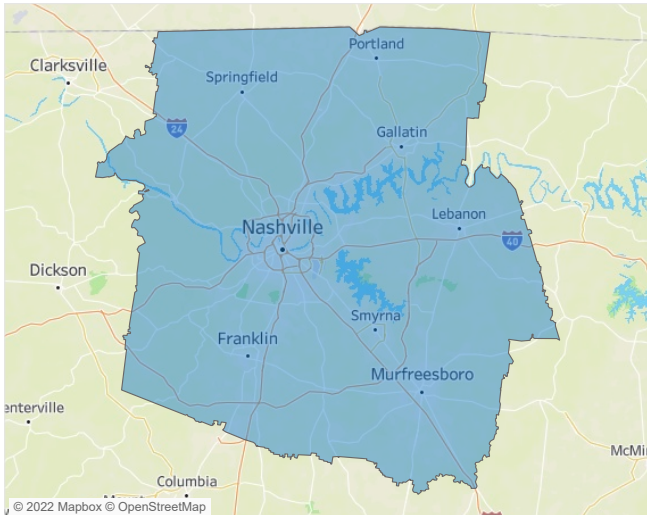 Portland
Clarksville
Springfield
24
Gallatin
Lebanon
Nashville
40
Dickson
Smyrna
Franklin
Murfreesboro
enterville
McMi
Columbia
© 2022 Mapbox © OpenStreetMap